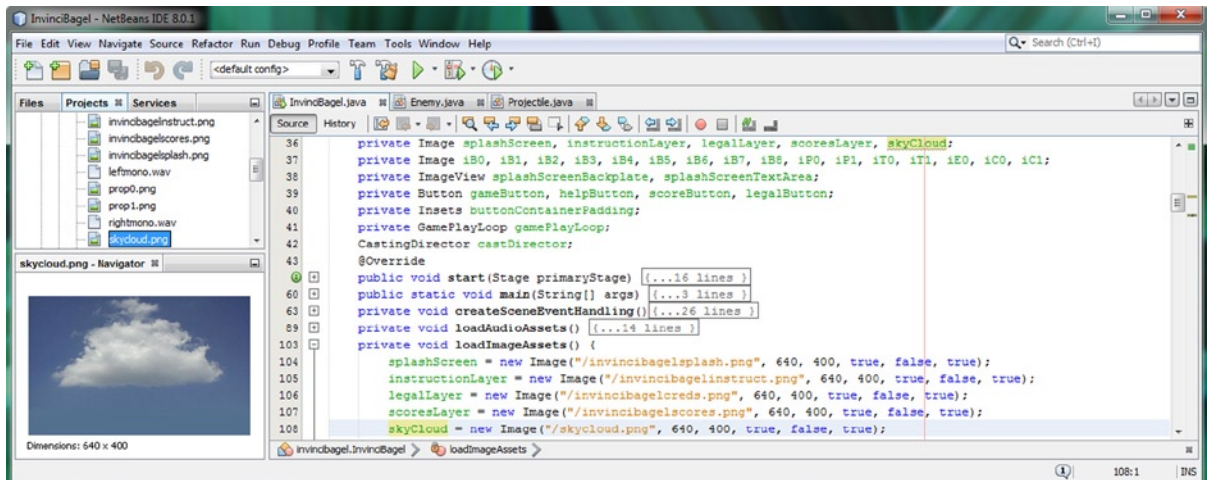 InvinciBagel - NetBeans IDE 8.0.1
File Edit View Navigate Source Refactor Run Debug Profile Team Tools Window Help
Search (Ctrl+I)
<default config>
Files Projects Services
invincibagelinstruct.png
invincibagelscores.png
invincibagelsplash.png
leftmono.wav
prop0.png
prop1.png
rightmono.wav
skycloud.png
skycloud.png - Navigator
Dimensions: 640 x 400
InvinciBagel.java Enemy.java Projectile.java
Source History
36 private Image splashScreen, instructionLayer, legalLayer, scoresLayer, skyCloud;
37 private Image iB0, iB1, iB2, iB3, iB4, iB5, iB6, iB7, iB8, iP0, iP1, iT0, iT1, iE0, iC0, iC1;
38 private ImageView splashScreenBackplate, splashScreenTextArea;
39 private Button gameButton, helpButton, scoreButton, legalButton;
40 private Insets buttonContainerPadding;
41 private GamePlayLoop gamePlayLoop;
42 CastingDirector castDirector;
43 @Override
public void start(Stage primaryStage) {...16 lines }
60 public static void main(String[] args) {...3 lines }
63 private void createSceneEventHandling() {...26 lines }
89 private void loadAudioAssets() {...14 lines }
103 private void loadImageAssets() {
104 splashScreen = new Image("/invincibagelsplash.png", 640, 400, true, false, true);
105 instructionLayer = new Image("/invincibagelinstruct.png", 640, 400, true, false, true);
106 legalLayer = new Image("/invincibagelcreds.png", 640, 400, true, false, true);
107 scoresLayer = new Image("/invincibagelscores.png", 640, 400, true, false, true);
108 skyCloud = new Image("/skycloud.png", 640, 400, true, false, true);
invincibagel.InvinciBagel loadImageAssets
108:1 INS